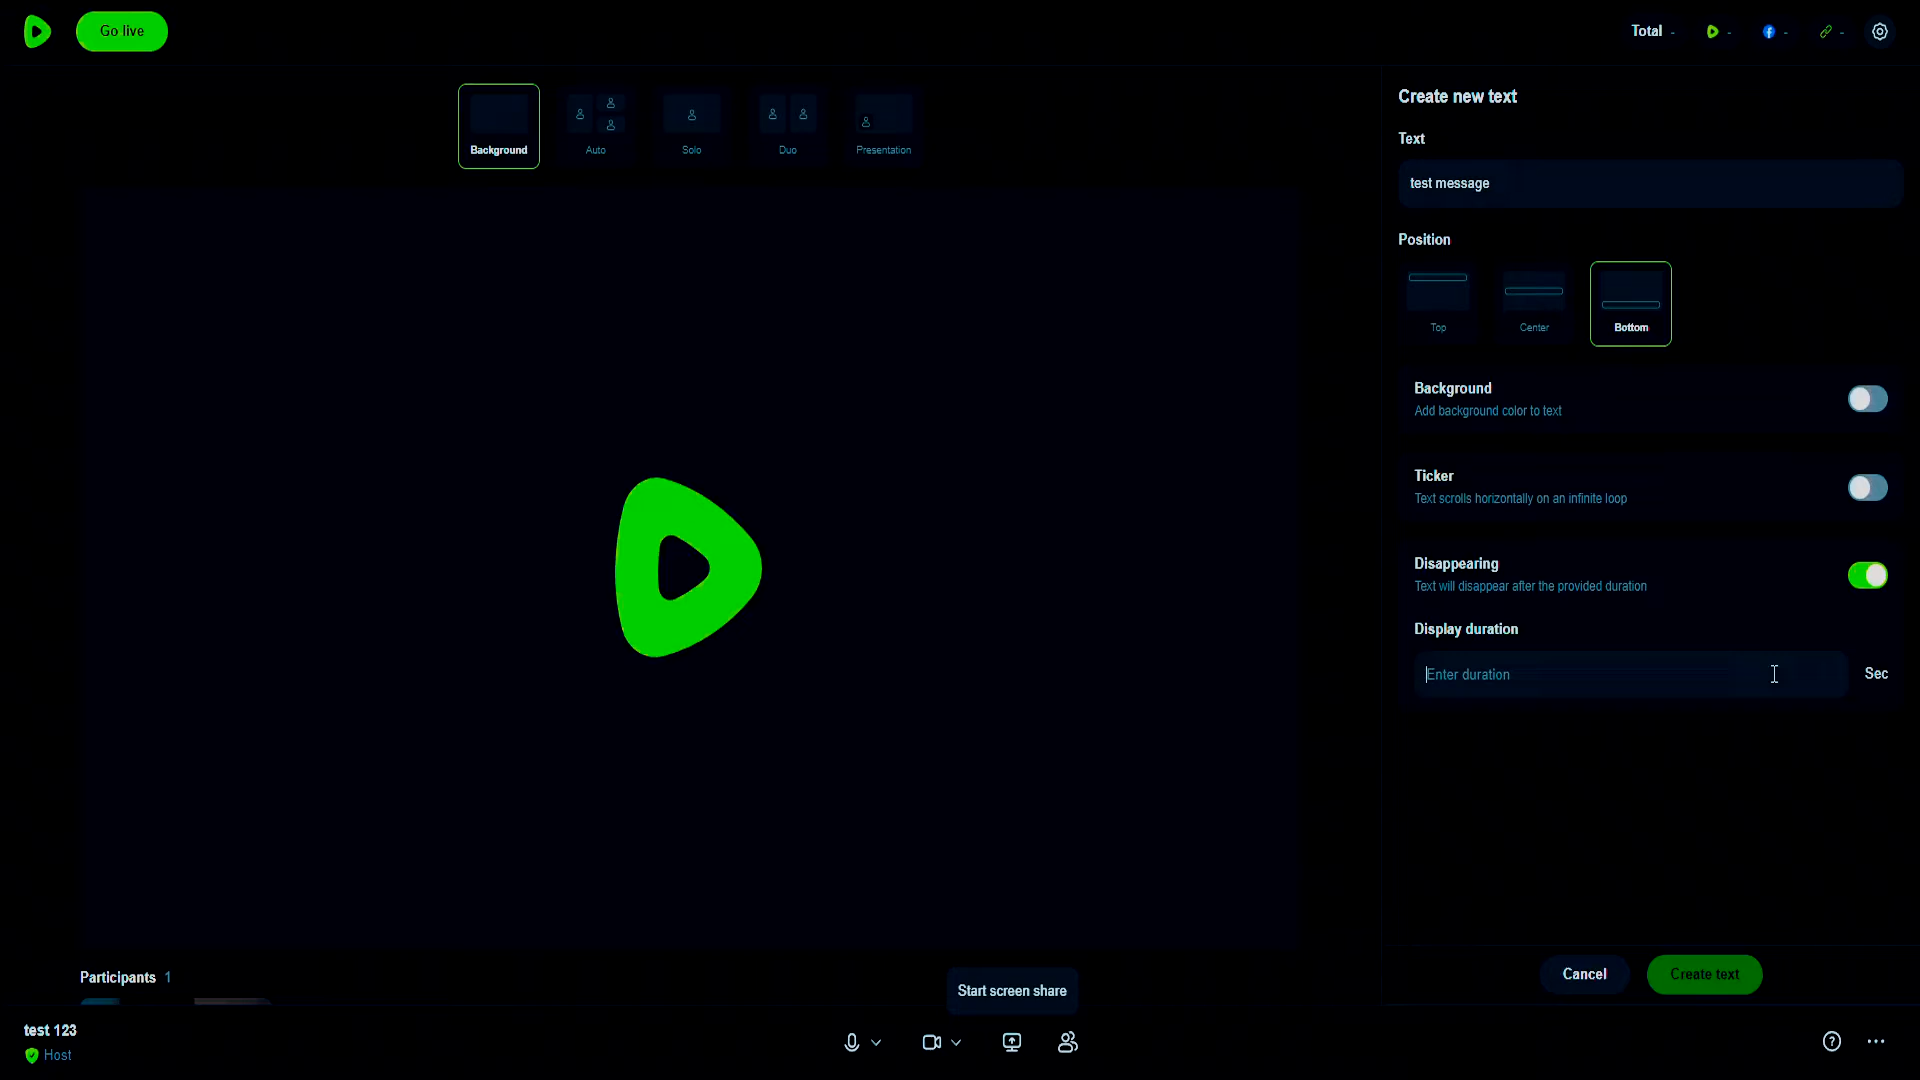 Go live
Total - - - -
Background
Auto
Solo
Duo
Presentation
Create new text
Text
test message
Position
Top
Center
Bottom
Background
Add background color to text
Ticker
Text scrolls horizontally on an infinite loop
Disappearing
Text will disappear after the provided duration
Display duration
Enter duration
Sec
Cancel
Create text
Participants 1
Start screen share
test 123
Host